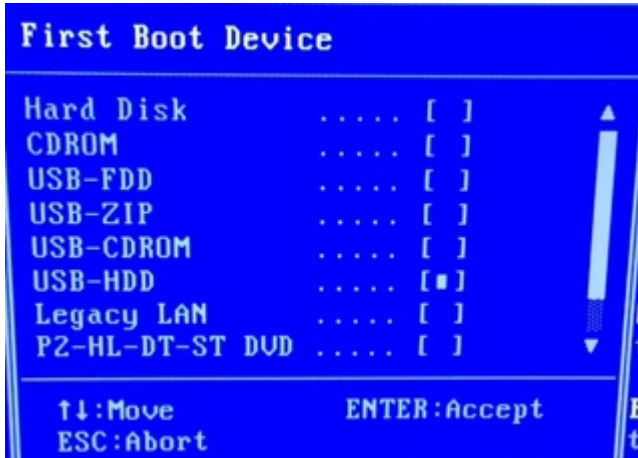 First Boot Device
Hard Disk ..... [ ]
CDROM ..... [ ]
USB-FDD ..... [ ]
USB-ZIP ..... [ ]
USB-CDROM ..... [ ]
USB-HDD ..... [■]
Legacy LAN ..... [ ]
P2-HL-DT-ST DVD ..... [ ]
↑↓:Move ENTER:Accept
ESC:Abort